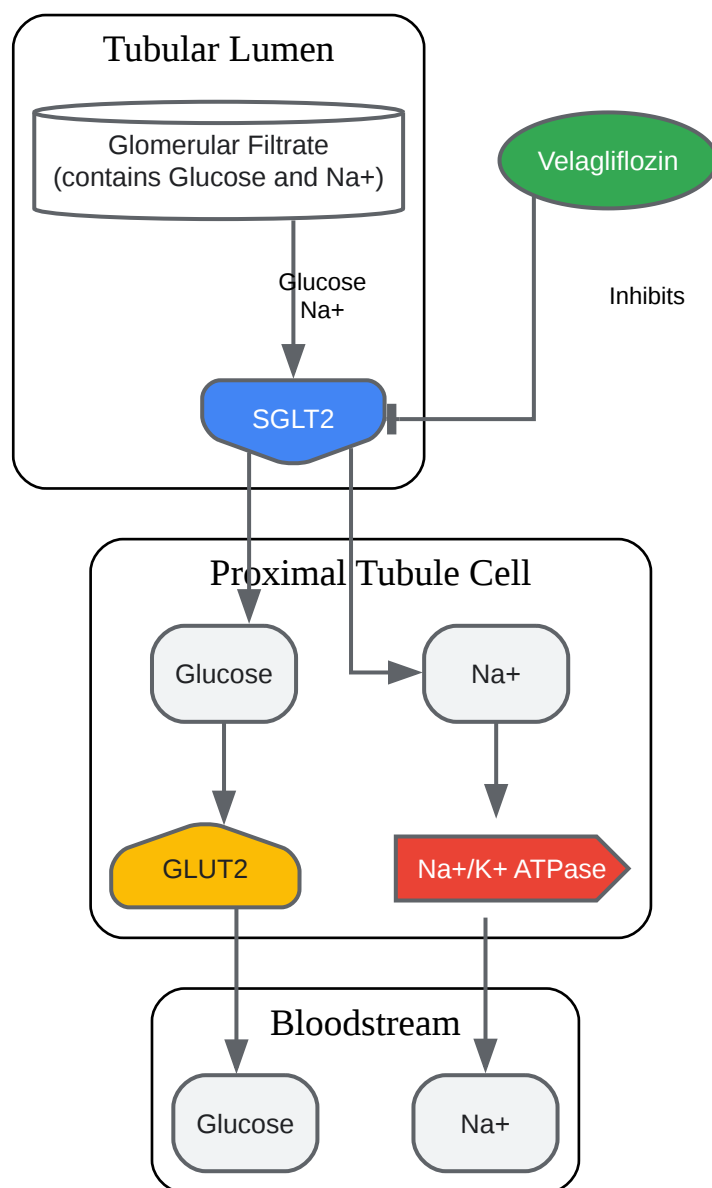 Tubular Lumen
Glomerular Filtrate
(contains Glucose and Na+)
Velagliflozin
Glucose
Na+
Inhibits
SGLT2
Proximal Tubule Cell
Glucose
Na+
GLUT2
Na+/K+ ATPase
Bloodstream
Glucose
Na+